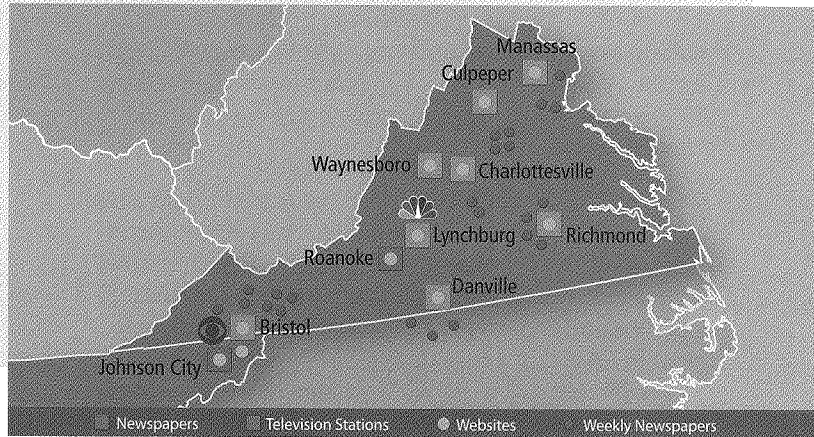 Manassas
Culpeper
Waynesboro
Charlottesville
Lynchburg
Richmond
Roanoke
Danville
Bristol
Johnson City
Newspapers Television Stations Websites Weekly Newspapers